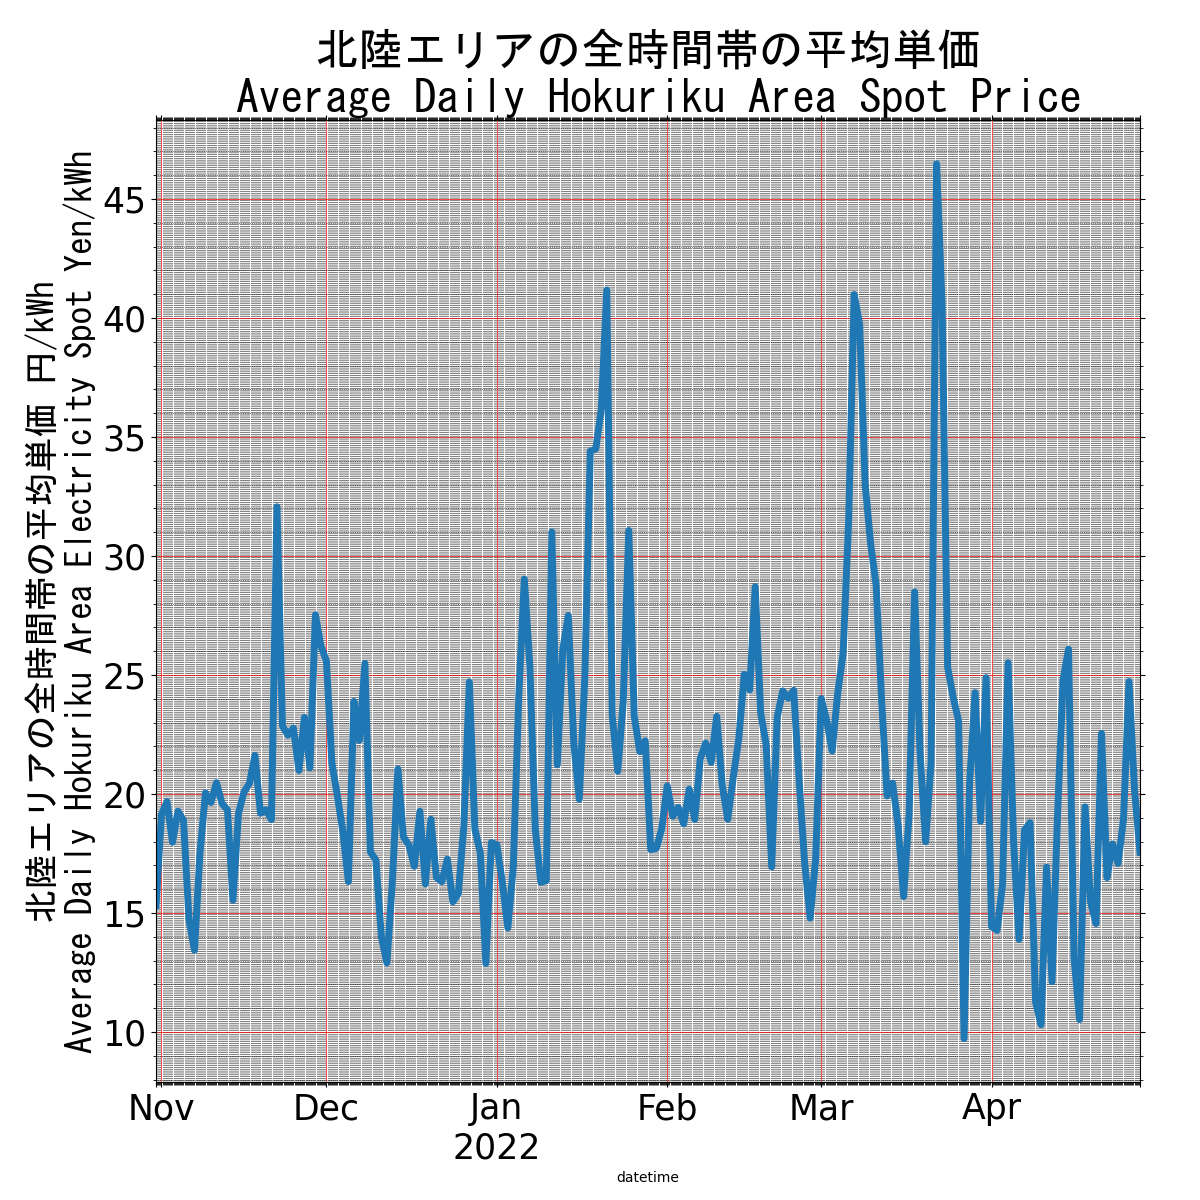 北陸エリアの全時間帯の平均単価
Average Daily Hokuriku Area Spot Price
北陸エリアの全時間帯の平均単価 円/kWh
Average Daily Hokuriku Area Electricity Spot Yen/kWh
45
40
35
30
25
20
15
10
Nov
Dec
Jan
2022
Feb
Mar
Apr
datetime